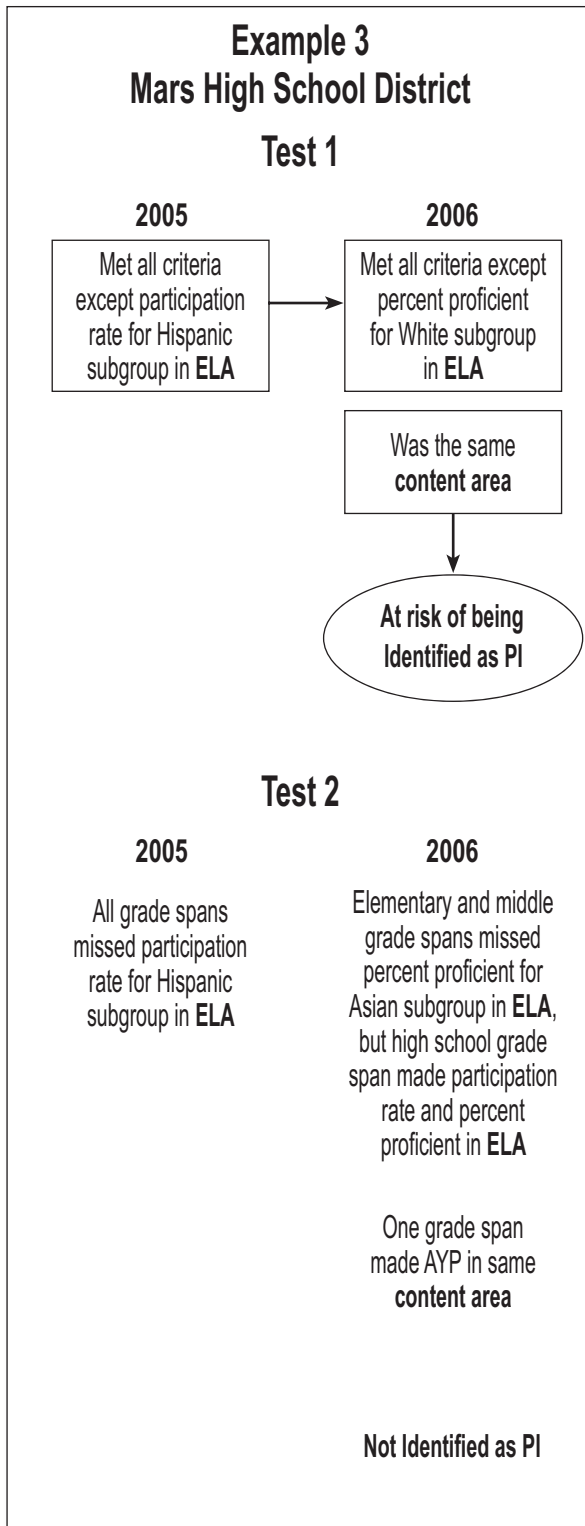 Example 3
Mars High School District
Test 1
2005
Met all criteria
except participation
rate for Hispanic
subgroup in ELA
2006
Met all criteria except
percent proficient
for White subgroup
in ELA
Was the same
content area
At risk of being
Identified as PI
Test 2
2005
All grade spans
missed participation
rate for Hispanic
subgroup in ELA
2006
Elementary and middle
grade spans missed
percent proficient for
Asian subgroup in ELA,
but high school grade
span made participation
rate and percent
proficient in ELA
One grade span
made AYP in same
content area
Not Identified as PI